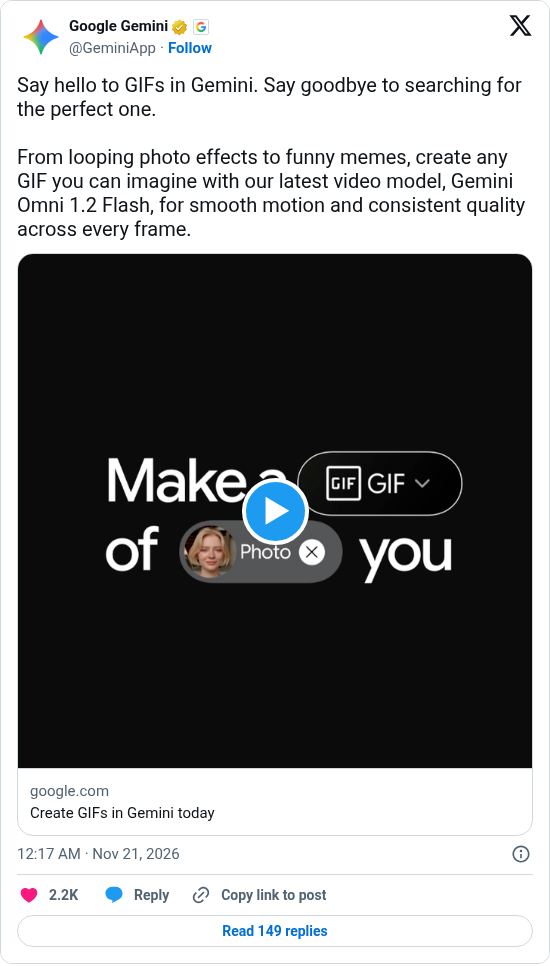 Google Gemini
@GeminiApp · Follow
Say hello to GIFs in Gemini. Say goodbye to searching for
the perfect one.
From looping photo effects to funny memes, create any
GIF you can imagine with our latest video model, Gemini
Omni 1.2 Flash, for smooth motion and consistent quality
across every frame.
Make a GIF GIF
of Photo you
google.com
Create GIFs in Gemini today
12:17 AM · Nov 21, 2026
2.2K Reply Copy link to post
Read 149 replies